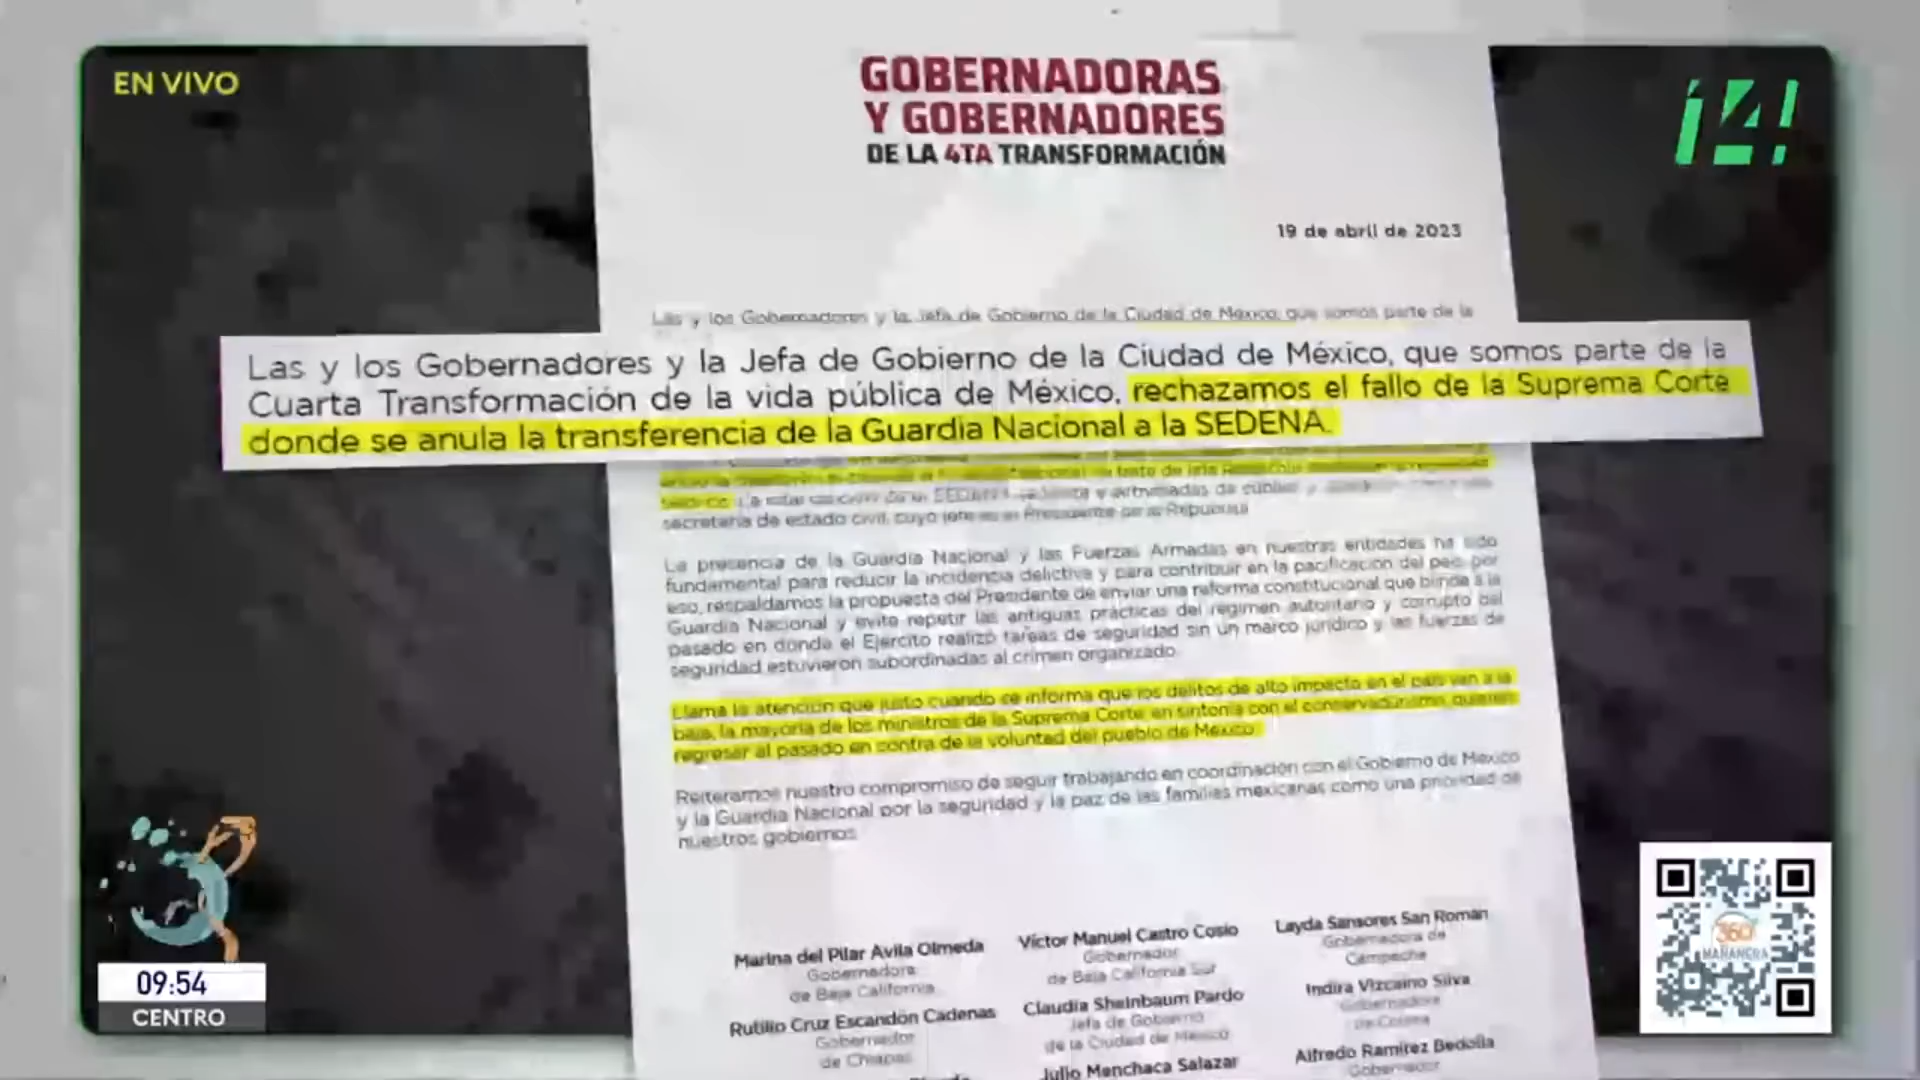 EN VIVO
¡4!
GOBERNADORAS
Y GOBERNADORES
DE LA 4TA TRANSFORMACIÓN
19 de abril de 2023
Las y los Gobernadores y la Jefa de Gobierno de la Ciudad de México, que somos parte de la
Las y los Gobernadores y la Jefa de Gobierno de la Ciudad de México, que somos parte de la
Cuarta Transformación de la vida pública de México, rechazamos el fallo de la Suprema Corte
donde se anula la transferencia de la Guardia Nacional a la SEDENA.
secretaría de estado civil, cuyo jefe es el Presidente de la República
La presencia de la Guardia Nacional y las Fuerzas Armadas en nuestras entidades ha sido
fundamental para reducir la incidencia delictiva y para contribuir en la pacificación del país, por
eso, respaldamos la propuesta del Presidente de enviar una reforma constitucional que blinde a la
Guardia Nacional y evite repetir las antiguas prácticas del régimen autoritario y corrupto del
pasado en donde el Ejército realizó tareas de seguridad sin un marco jurídico y las fuerzas de
seguridad estuvieron subordinadas al crimen organizado.
Llama la atención que justo cuando se informa que los delitos de alto impacto en el país van a la
baja, la mayoría de los ministros de la Suprema Corte en sintonía con el conservadurismo, quieren
regresar al pasado en contra de la voluntad del pueblo de México.
Reiteramos nuestro compromiso de seguir trabajando en coordinación con el Gobierno de México
y la Guardia Nacional por la seguridad y la paz de las familias mexicanas como una prioridad de
nuestros gobiernos.
Marina del Pilar Avila Olmeda
Gobernadora
de Baja California
Víctor Manuel Castro Cosío
Gobernador
de Baja California Sur
Layda Sansores San Román
Gobernadora de
Campeche
Rutilio Cruz Escandón Cadenas
Gobernador
de Chiapas
Claudia Sheinbaum Pardo
Jefa de Gobierno
de la Ciudad de México
Indira Vizcaíno Silva
Gobernadora
de Colima
Julio Menchaca Salazar
Alfredo Ramírez Bedolla
Gobernador
360°
MAÑANERA
09:54
CENTRO